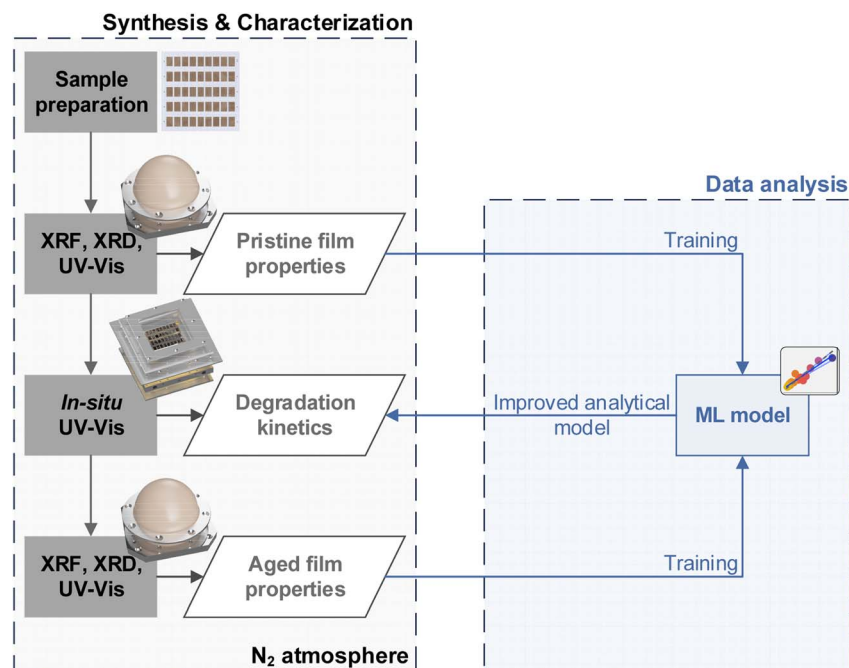 Synthesis & Characterization
Sample
preparation
Data analysis
XRF, XRD,
UV-Vis
Pristine film
properties
Training
In-situ
UV-Vis
Degradation
kinetics
Improved analytical
model
ML model
XRF, XRD,
UV-Vis
Aged film
properties
Training
N₂ atmosphere